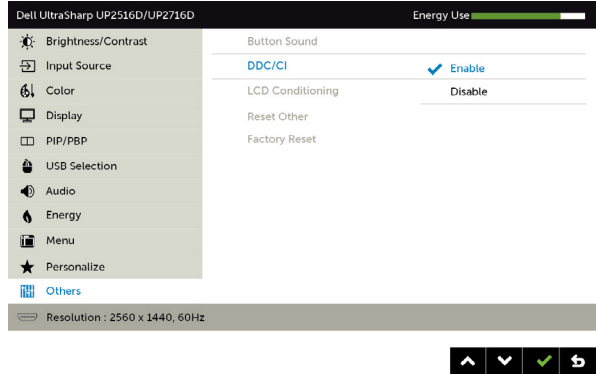 Dell UltraSharp UP2516D/UP2716D Energy Use
Brightness/Contrast Button Sound
Input Source DDC/CI Enable
Color LCD Conditioning Disable
Display Reset Other
PIP/PBP Factory Reset
USB Selection
Audio
Energy
Menu
Personalize
Others
Resolution : 2560 x 1440, 60Hz